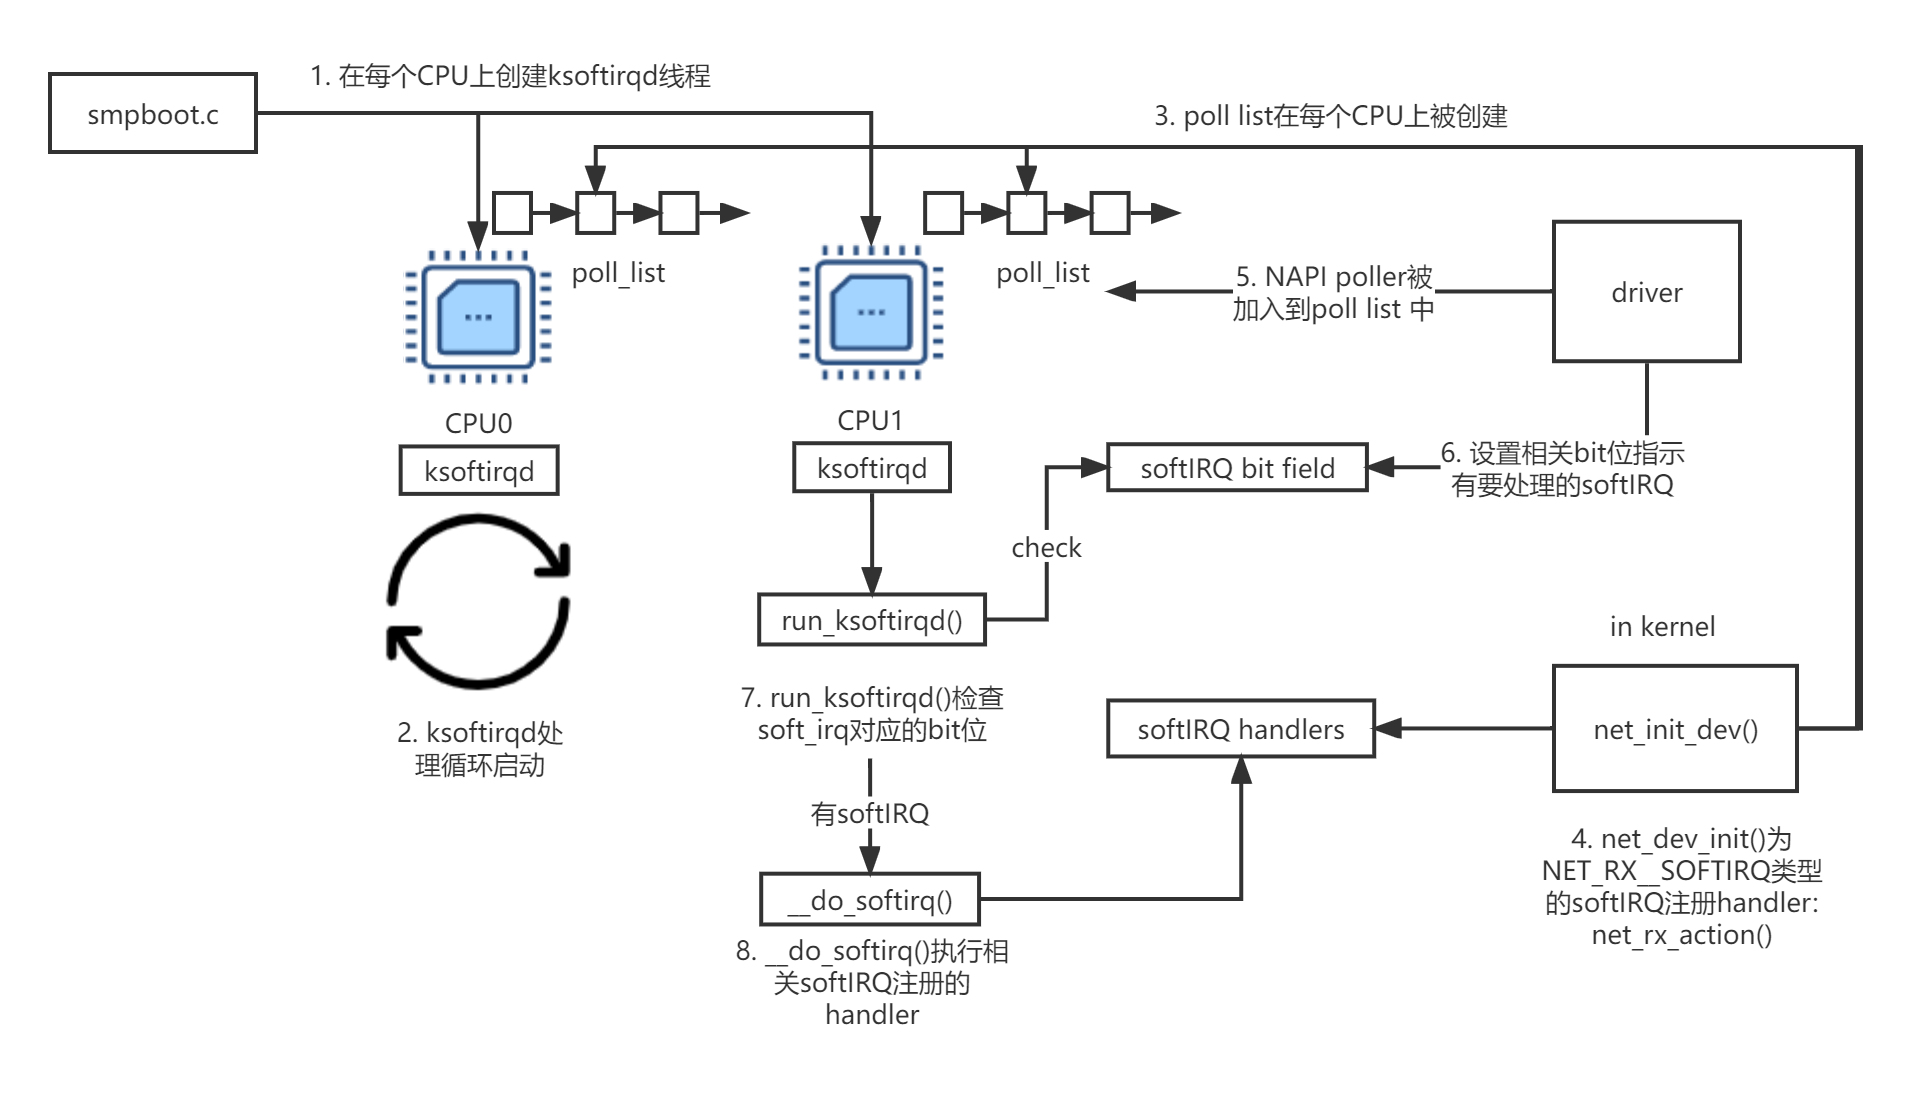 1. 在每个CPU上创建ksoftirqd线程
smpboot.c
3. poll list在每个CPU上被创建
poll_list
poll_list
5. NAPI poller被
加入到poll list 中
driver
CPU0
ksoftirqd
CPU1
ksoftirqd
softIRQ bit field
6. 设置相关bit位指示
有要处理的softIRQ
check
run_ksoftirqd()
in kernel
7. run_ksoftirqd()检查
soft_irq对应的bit位
2. ksoftirqd处
理循环启动
softIRQ handlers
net_init_dev()
有softIRQ
4. net_dev_init()为
NET_RX__SOFTIRQ类型
的softIRQ注册handler:
net_rx_action()
__do_softirq()
8. __do_softirq()执行相
关softIRQ注册的
handler